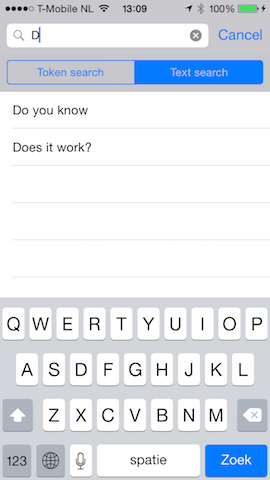 T-Mobile NL 13:09 100%
D Cancel
Token search Text search
Do you know
Does it work?
Q W E R T Y U I O P
A S D F G H J K L
Z X C V B N M
123 spatie Zoek